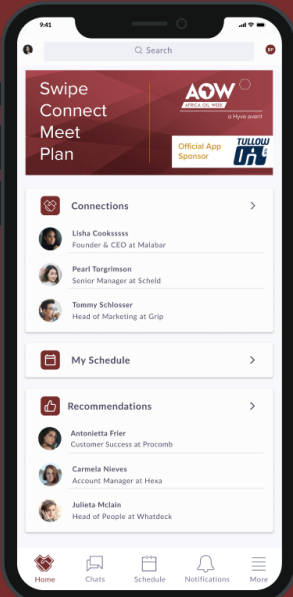 9:41
Search
Swipe
Connect
Meet
Plan
AOW
AFRICA OIL WEEK
a Hyve event
Official App
Sponsor
TULLOW
Connections
Lisha Cooksssss
Founder & CEO at Malabar
Pearl Torgrimson
Senior Manager at Scheld
Tommy Schlosser
Head of Marketing at Grip
My Schedule
Recommendations
Antonietta Frier
Customer Success at Procomb
Carmela Nieves
Account Manager at Hexa
Julieta Mclain
Head of People at Whatdeck
Home
Chats
Schedule
Notifications
More